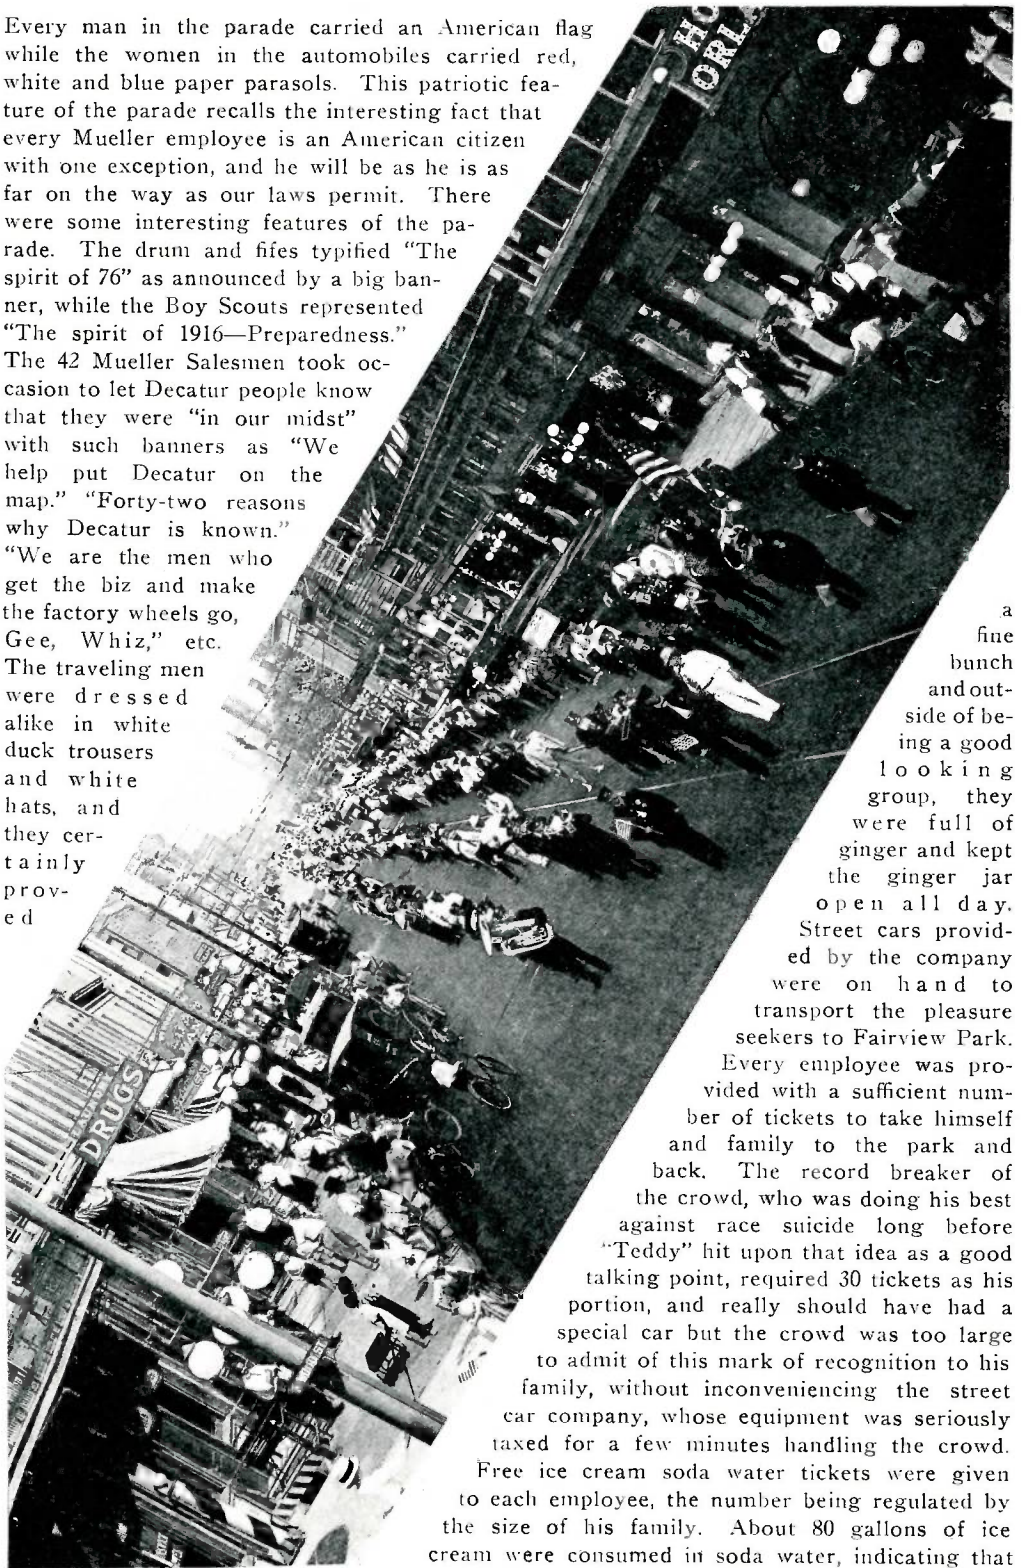 Every man in the parade carried an American flag
while the women in the automobiles carried red,
white and blue paper parasols. This patriotic fea-
ture of the parade recalls the interesting fact that
every Mueller employee is an American citizen
with one exception, and he will be as he is as
far on the way as our laws permit. There
were some interesting features of the pa-
rade. The drum and fifes typified "The
spirit of 76" as announced by a big ban-
ner, while the Boy Scouts represented
"The spirit of 1916—Preparedness."
The 42 Mueller Salesmen took oc-
casion to let Decatur people know
that they were "in our midst"
with such banners as "We
help put Decatur on the
map." "Forty-two reasons
why Decatur is known."
"We are the men who
get the biz and make
the factory wheels go,
Gee, Whiz," etc.
The traveling men
were dressed
alike in white
duck trousers
and white
hats, and
they cer-
tainly
prov-
ed
a
fine
bunch
and out-
side of be-
ing a good
looking
group, they
were full of
ginger and kept
the ginger jar
open all day.
Street cars provid-
ed by the company
were on hand to
transport the pleasure
seekers to Fairview Park.
Every employee was pro-
vided with a sufficient num-
ber of tickets to take himself
and family to the park and
back. The record breaker of
the crowd, who was doing his best
against race suicide long before
"Teddy" hit upon that idea as a good
talking point, required 30 tickets as his
portion, and really should have had a
special car but the crowd was too large
to admit of this mark of recognition to his
family, without inconveniencing the street
car company, whose equipment was seriously
taxed for a few minutes handling the crowd.
Free ice cream soda water tickets were given
to each employee, the number being regulated by
the size of his family. About 80 gallons of ice
cream were consumed in soda water, indicating that
HO
ORL
DRUGS